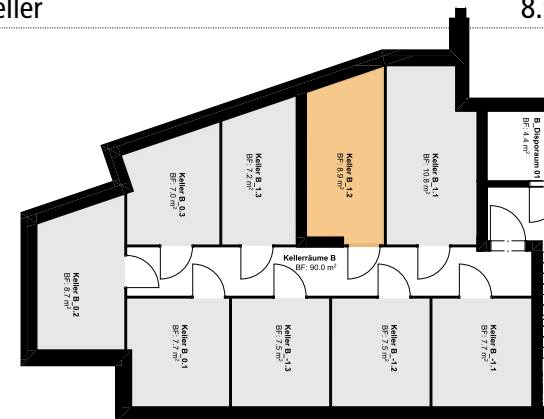 eller
8.
Keller B_1.2
BF: 8.9 m²
Keller B_1.1
BF: 10.8 m²
B_Disporaum 01
BF: 4.4 m²
Keller B_1.3
BF: 7.2 m²
Keller B_0.3
BF: 7.0 m²
Kellerräume B
BF: 90.0 m²
Keller B_0.2
BF: 8.7 m²
Keller B_0.1
BF: 7.7 m²
Keller B_-1.3
BF: 7.5 m²
Keller B_-1.2
BF: 7.5 m²
Keller B_-1.1
BF: 7.7 m²